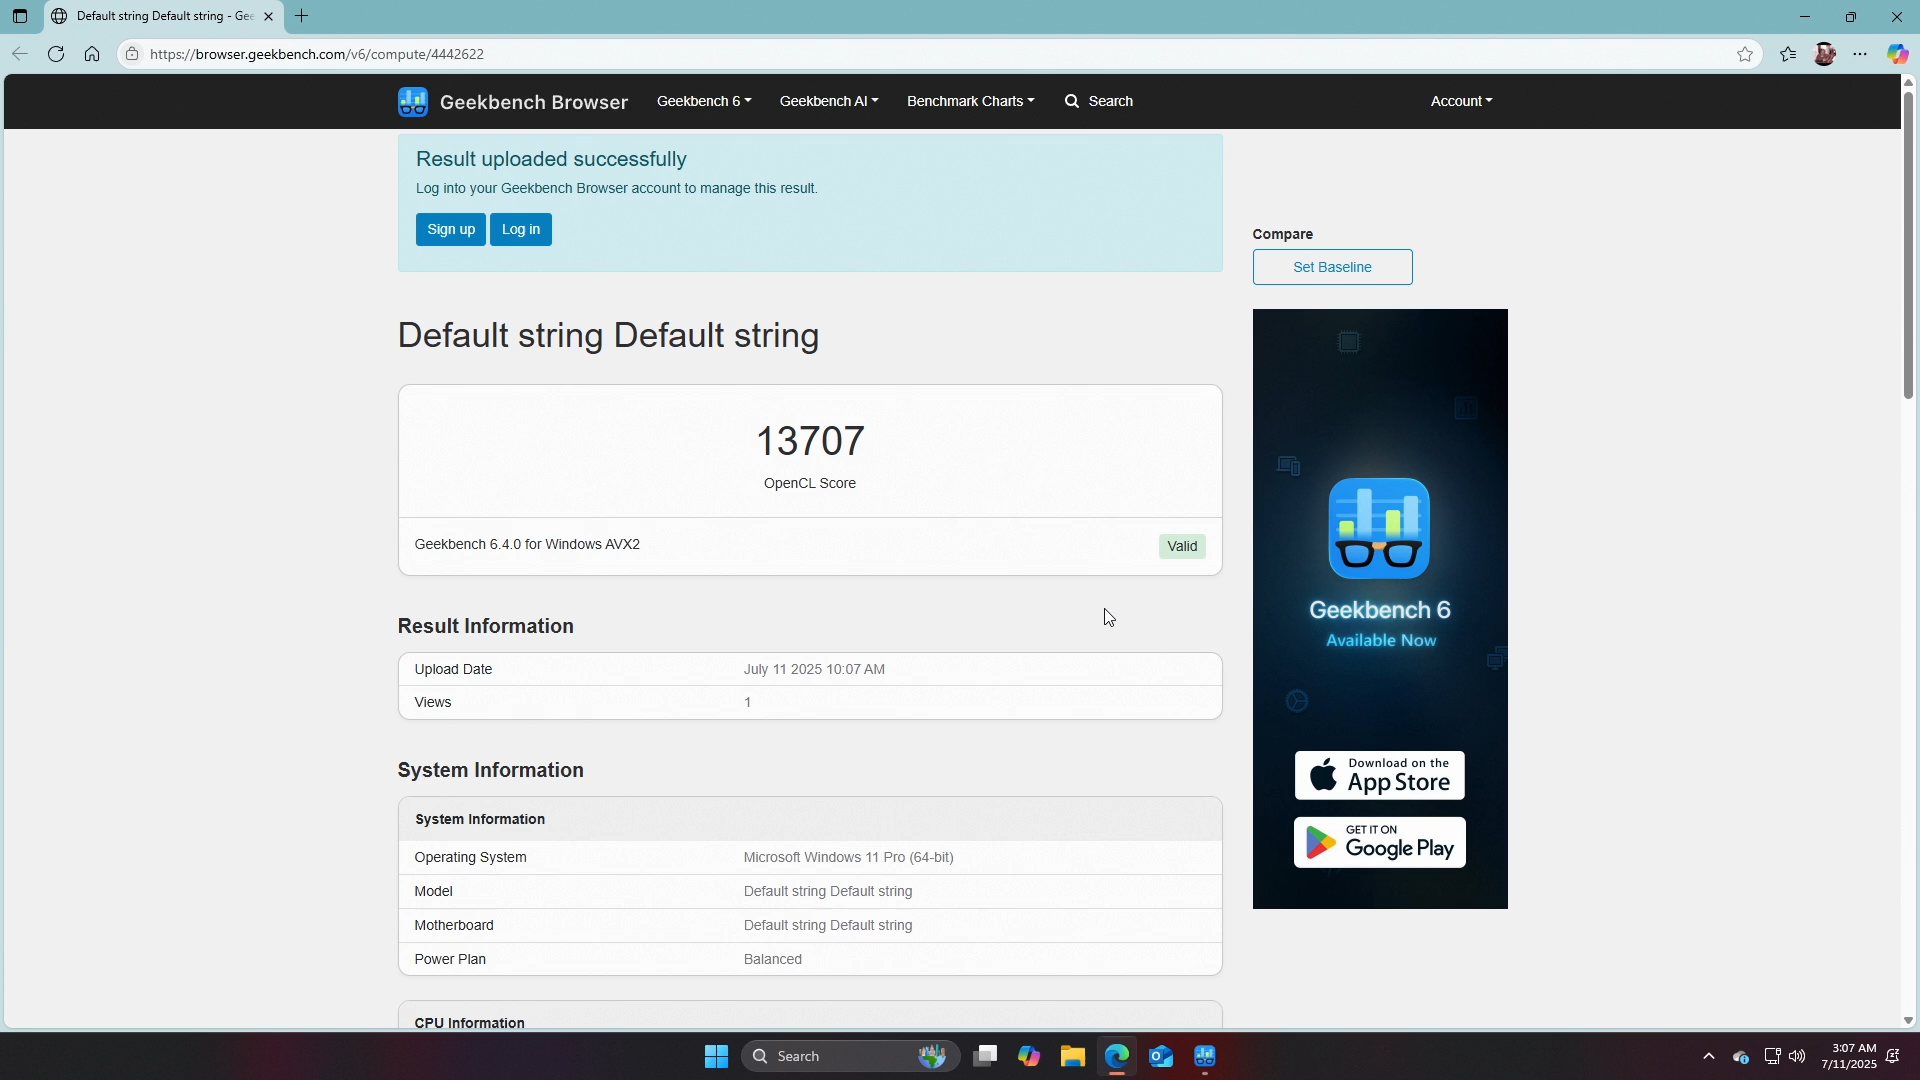 Default string Default string - Gee
https://browser.geekbench.com/v6/compute/4442622
Geekbench Browser
Geekbench 6
Geekbench AI
Benchmark Charts
Search
Account
Result uploaded successfully
Log into your Geekbench Browser account to manage this result.
Sign up
Log in
Compare
Set Baseline
Default string Default string
13707
OpenCL Score
Geekbench 6.4.0 for Windows AVX2
Valid
Result Information
Upload Date July 11 2025 10:07 AM
Views 1
System Information
System Information
Operating System Microsoft Windows 11 Pro (64-bit)
Model Default string Default string
Motherboard Default string Default string
Power Plan Balanced
CPU Information
Geekbench 6
Available Now
Download on the
App Store
GET IT ON
Google Play
Search
3:07 AM
7/11/2025